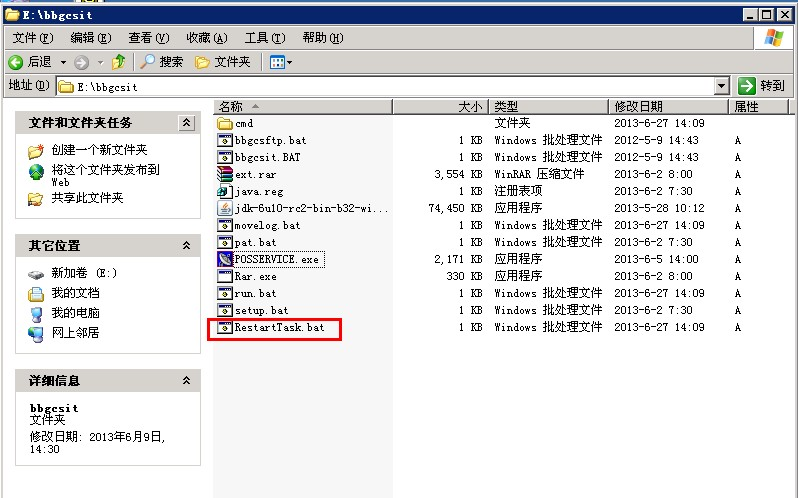 E:\bbgcsit
文件(F) 编辑(E) 查看(V) 收藏(A) 工具(T) 帮助(H)
后退 搜索 文件夹
地址(D) E:\bbgcsit 转到
文件和文件夹任务
创建一个新文件夹
将这个文件夹发布到
Web
共享此文件夹
其它位置
新加卷 (E:)
我的文档
我的电脑
网上邻居
详细信息
bbgcsit
文件夹
修改日期: 2013年6月9日,
14:30
名称 大小 类型 修改日期 属性
cmd 文件夹 2013-6-27 14:09
bbgcsftp.bat 1 KB Windows 批处理文件 2012-5-9 14:43 A
bbgcsit.BAT 1 KB Windows 批处理文件 2012-5-9 14:43 A
ext.rar 3,554 KB WinRAR 压缩文件 2013-6-2 8:00 A
java.reg 1 KB 注册表项 2013-6-2 7:30 A
jdk-6u10-rc2-bin-b32-wi... 74,450 KB 应用程序 2013-5-28 10:12 A
movelog.bat 1 KB Windows 批处理文件 2013-6-27 14:09 A
pat.bat 1 KB Windows 批处理文件 2013-6-2 7:30 A
POSSERVICE.exe 2,171 KB 应用程序 2013-6-5 14:00 A
Rar.exe 330 KB 应用程序 2013-6-2 8:00 A
run.bat 1 KB Windows 批处理文件 2013-6-27 14:09 A
setup.bat 1 KB Windows 批处理文件 2013-6-2 7:30 A
RestartTask.bat 1 KB Windows 批处理文件 2013-6-27 14:09 A